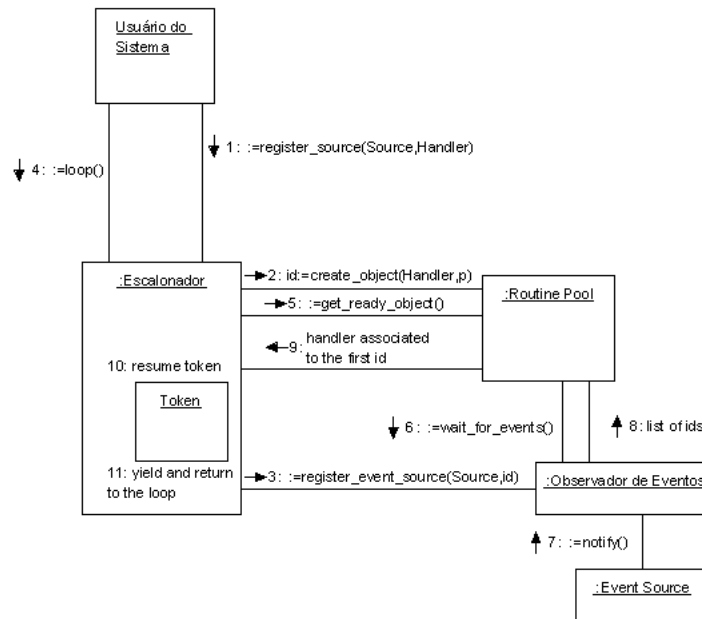 Usuário do
Sistema
1: :=register_source(Source,Handler)
4: :=loop()
:Escalonador
2: id:=create_object(Handler,p)
:Routine Pool
5: :=get_ready_object()
9: handler associated
to the first id
10: resume token
Token
6: :=wait_for_events()
8: list of ids
11: yield and return
to the loop
3: :=register_event_source(Source,id)
:Observador de Eventos
7: :=notify()
:Event Source